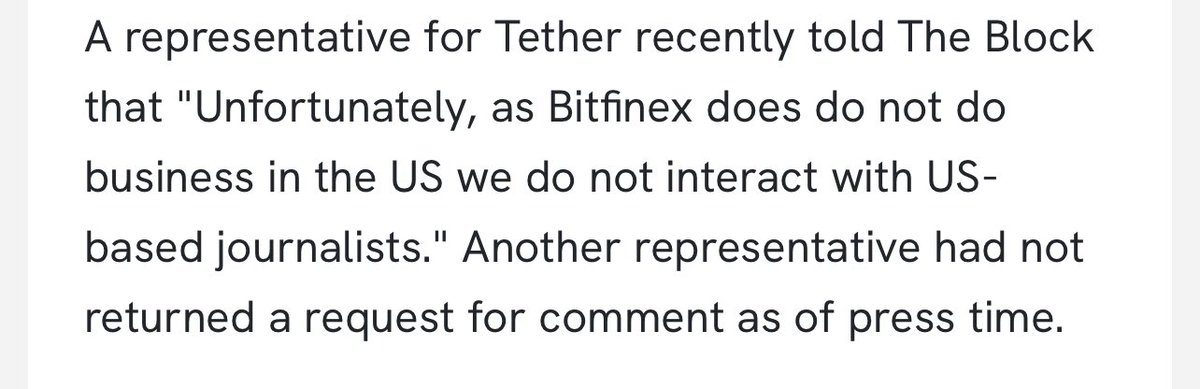 A representative for Tether recently told The Block
that "Unfortunately, as Bitfinex does do not do
business in the US we do not interact with US-
based journalists." Another representative had not
returned a request for comment as of press time.